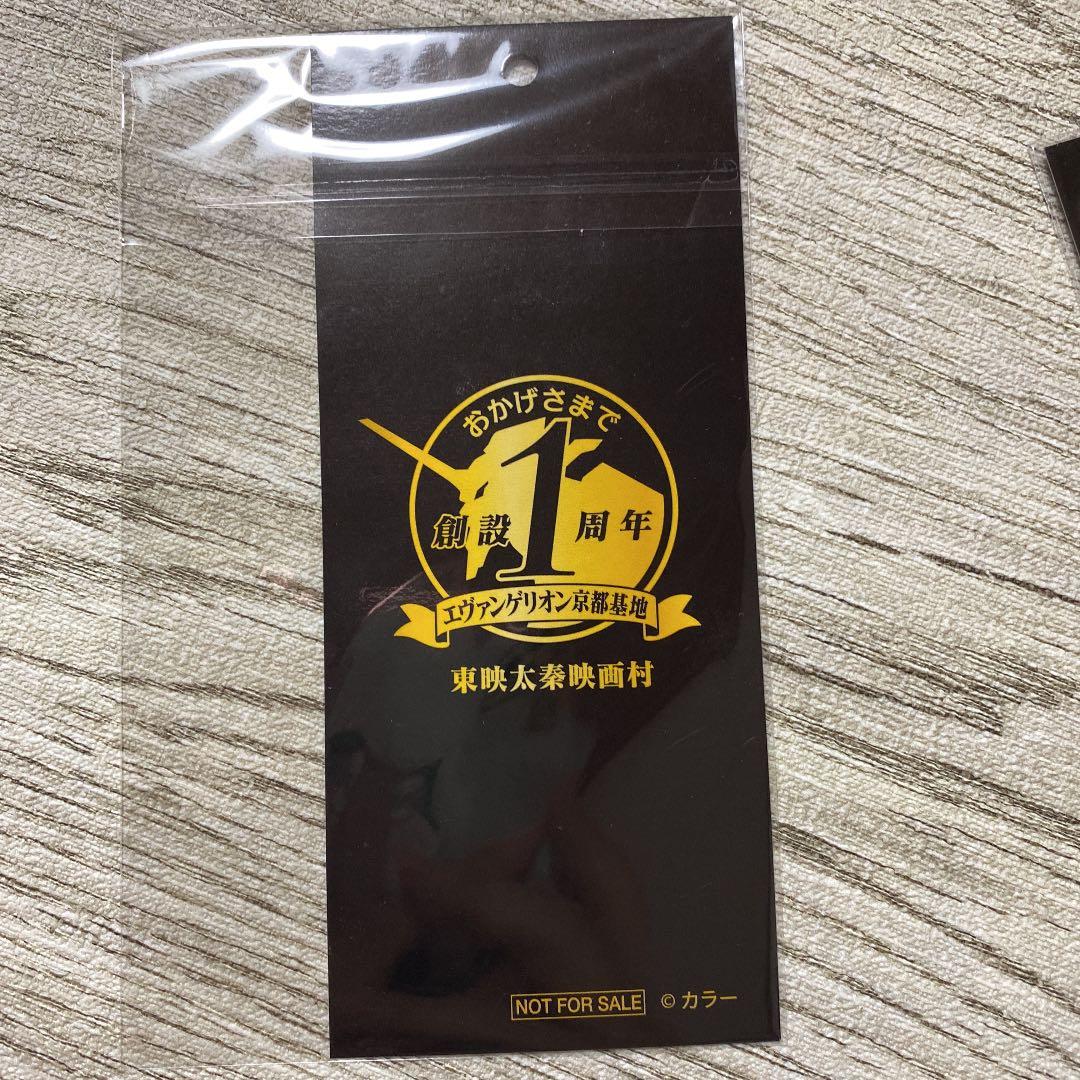 おかげさまで
創設1周年
エヴァンゲリオン京都基地
東映太秦映画村
NOT FOR SALE © カラー